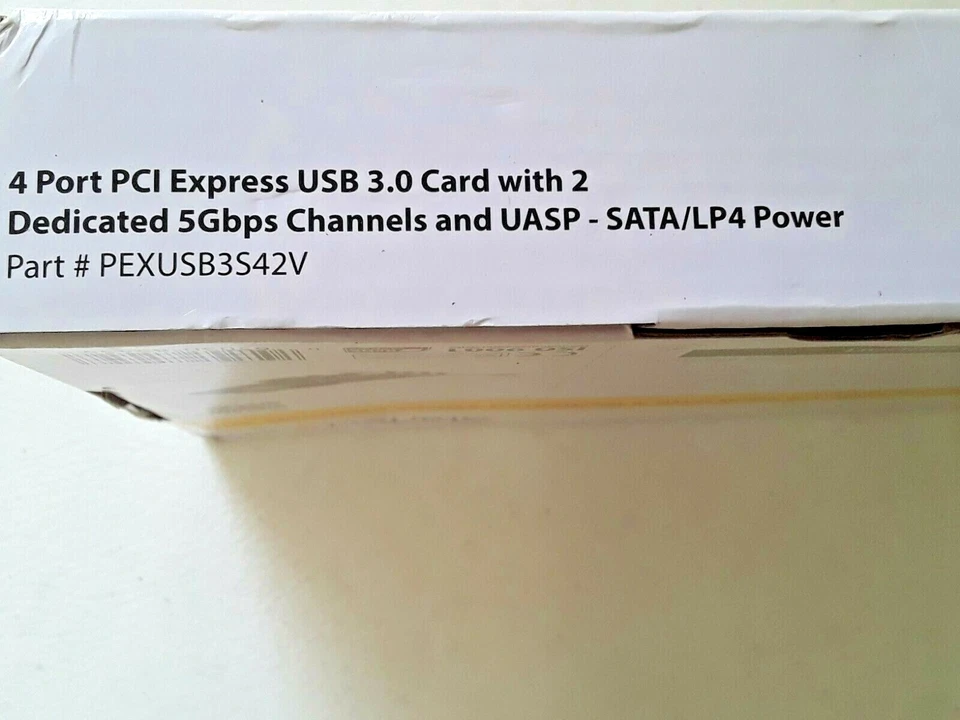 4 Port PCI Express USB 3.0 Card with 2
Dedicated 5Gbps Channels and UASP - SATA/LP4 Power
Part # PEXUSB3S42V